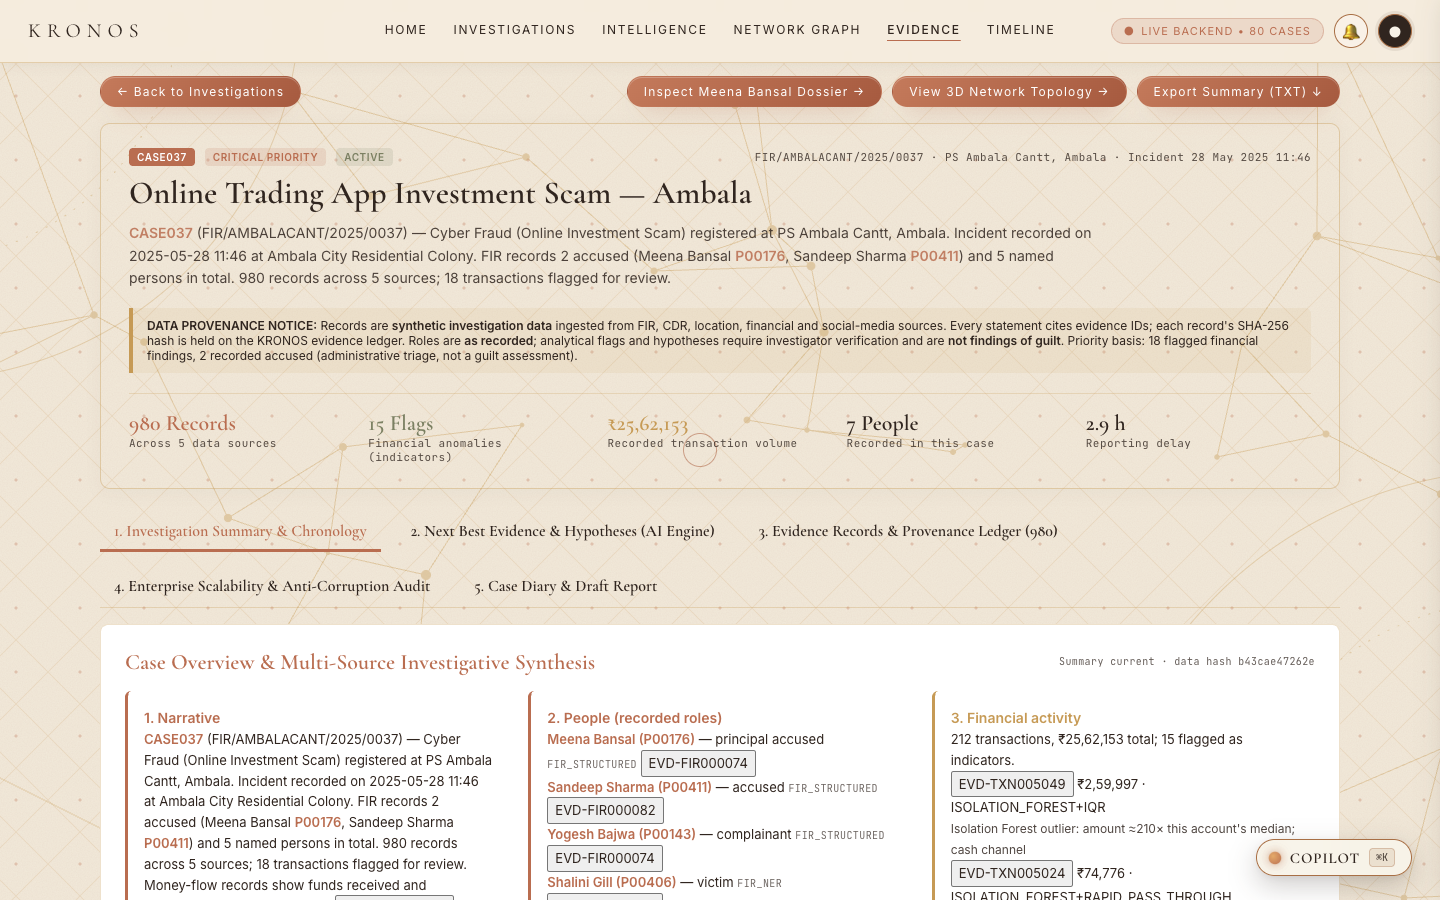 KRONOS
HOME INVESTIGATIONS INTELLIGENCE NETWORK GRAPH EVIDENCE TIMELINE
LIVE BACKEND • 80 CASES
← Back to Investigations
Inspect Meena Bansal Dossier →
View 3D Network Topology →
Export Summary (TXT) ↓
CASE037 CRITICAL PRIORITY ACTIVE
FIR/AMBALACANT/2025/0037 · PS Ambala Cantt, Ambala · Incident 28 May 2025 11:46
Online Trading App Investment Scam — Ambala
CASE037 (FIR/AMBALACANT/2025/0037) — Cyber Fraud (Online Investment Scam) registered at PS Ambala Cantt, Ambala. Incident recorded on
2025-05-28 11:46 at Ambala City Residential Colony. FIR records 2 accused (Meena Bansal P00176, Sandeep Sharma P00411) and 5 named
persons in total. 980 records across 5 sources; 18 transactions flagged for review.
DATA PROVENANCE NOTICE: Records are synthetic investigation data ingested from FIR, CDR, location, financial and social-media sources. Every statement cites evidence IDs; each record's SHA-256
hash is held on the KRONOS evidence ledger. Roles are as recorded; analytical flags and hypotheses require investigator verification and are not findings of guilt. Priority basis: 18 flagged financial
findings, 2 recorded accused (administrative triage, not a guilt assessment).
980 Records
Across 5 data sources
15 Flags
Financial anomalies
(indicators)
₹25,62,153
Recorded transaction volume
7 People
Recorded in this case
2.9 h
Reporting delay
1. Investigation Summary & Chronology
2. Next Best Evidence & Hypotheses (AI Engine)
3. Evidence Records & Provenance Ledger (980)
4. Enterprise Scalability & Anti-Corruption Audit
5. Case Diary & Draft Report
Case Overview & Multi-Source Investigative Synthesis
Summary current · data hash b43cae47262e
1. Narrative
CASE037 (FIR/AMBALACANT/2025/0037) — Cyber
Fraud (Online Investment Scam) registered at PS Ambala
Cantt, Ambala. Incident recorded on 2025-05-28 11:46
at Ambala City Residential Colony. FIR records 2
accused (Meena Bansal P00176, Sandeep Sharma
P00411) and 5 named persons in total. 980 records
across 5 sources; 18 transactions flagged for review.
Money-flow records show funds received and
2. People (recorded roles)
Meena Bansal (P00176) — principal accused
FIR_STRUCTURED EVD-FIR000074
Sandeep Sharma (P00411) — accused FIR_STRUCTURED
EVD-FIR000082
Yogesh Bajwa (P00143) — complainant FIR_STRUCTURED
EVD-FIR000074
Shalini Gill (P00406) — victim FIR_NER
3. Financial activity
212 transactions, ₹25,62,153 total; 15 flagged as
indicators.
EVD-TXN005049 ₹2,59,997 ·
ISOLATION_FOREST+IQR
Isolation Forest outlier: amount ≈210× this account's median;
cash channel
EVD-TXN005024 ₹74,776 ·
ISOLATION_FOREST+RAPID_PASS_THROUGH
COPILOT ⌘K